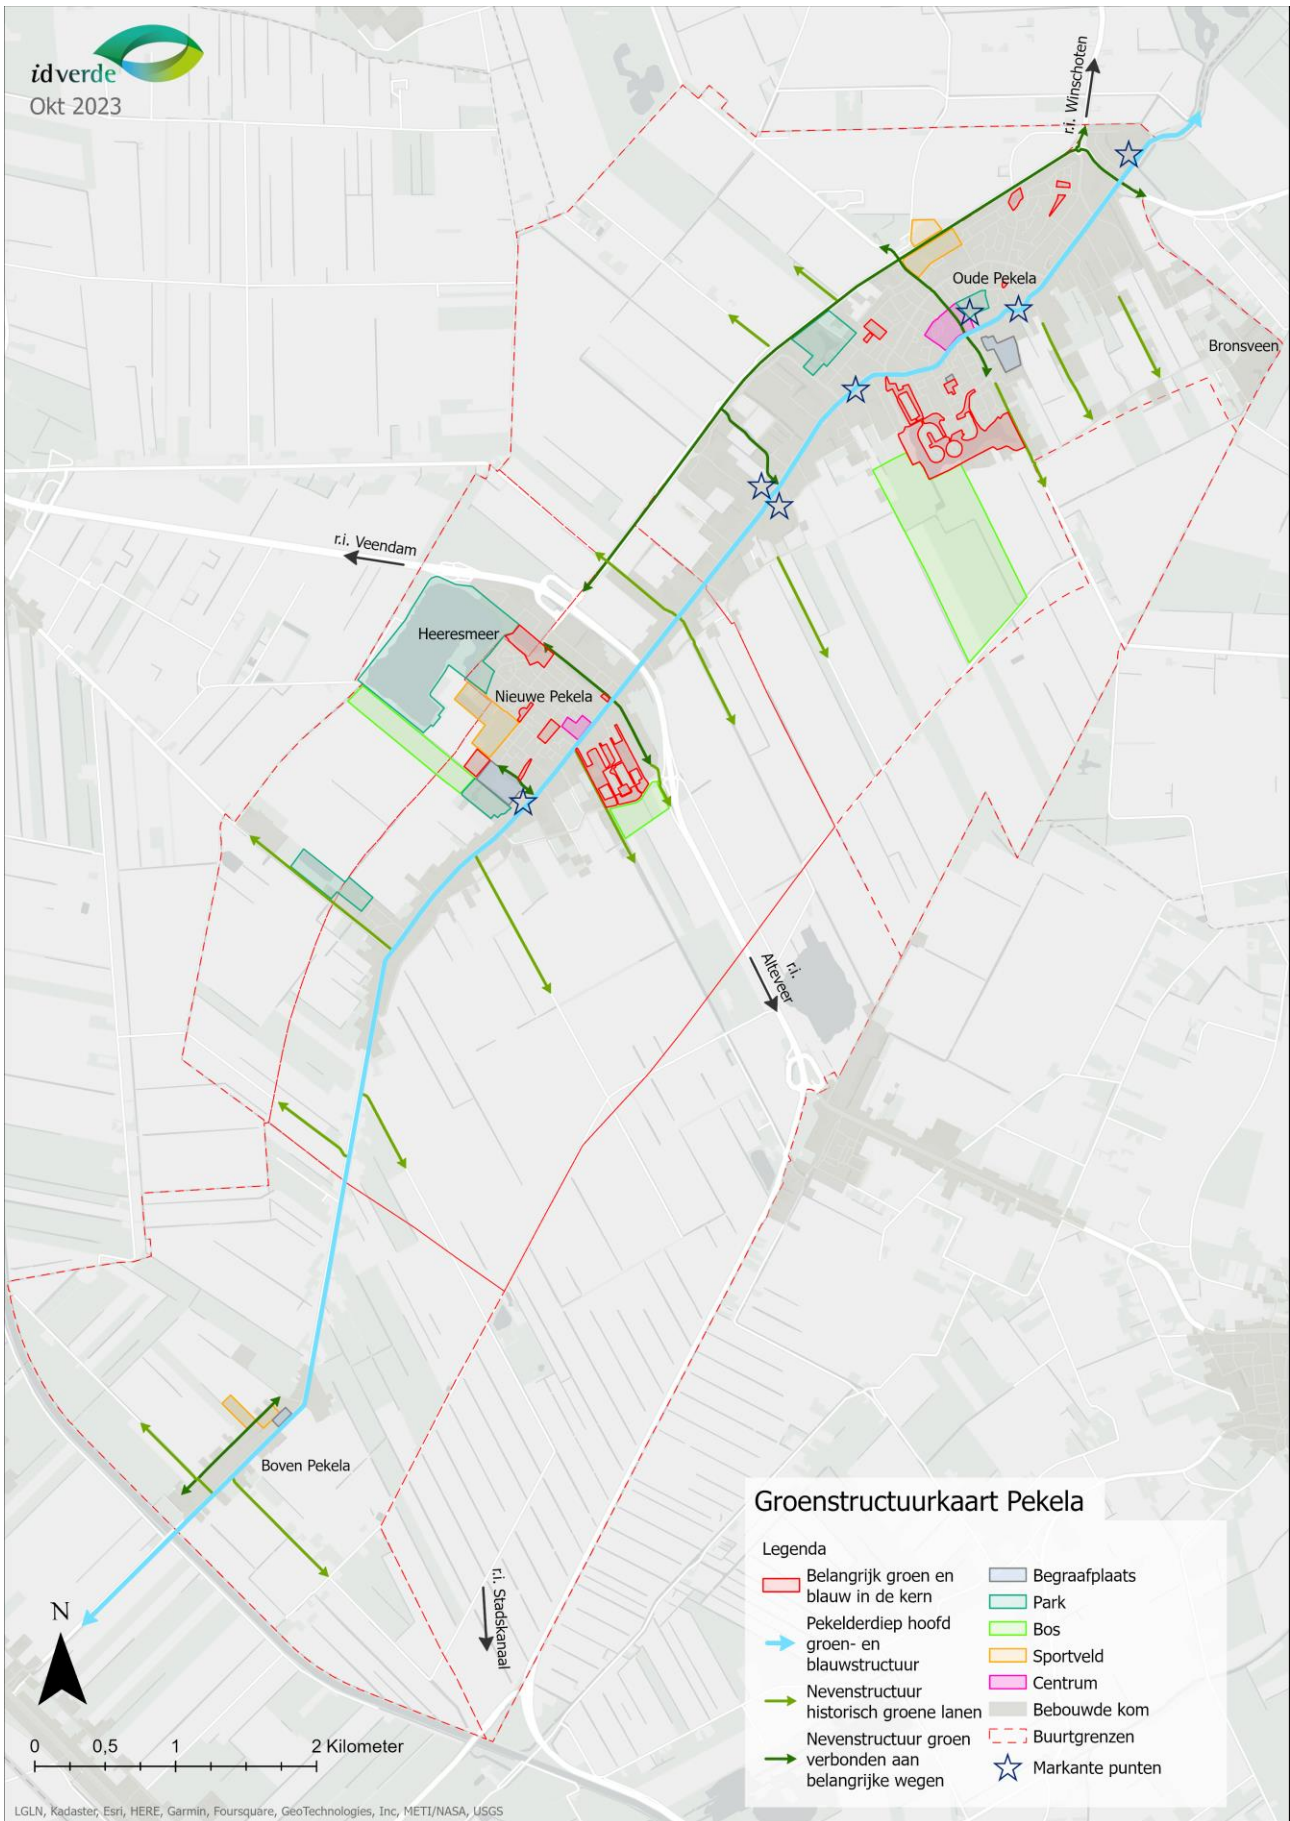 idverde
Okt 2023
r.i. Winschoten
Oude Pekela
Bronsveen
r.i. Veendam
Heeresmeer
Nieuwe Pekela
r.i.
Alteveer
Boven Pekela
r.i. Stadskanaal
N
0 0,5 1 2 Kilometer
LGLN, Kadaster, Esri, HERE, Garmin, Foursquare, GeoTechnologies, Inc, METI/NASA, USGS
Groenstructuurkaart Pekela
Legenda
Belangrijk groen en
blauw in de kern
Pekelderdiep hoofd
groen- en
blauwstructuur
Nevenstructuur
historisch groene lanen
Nevenstructuur groen
verbonden aan
belangrijke wegen
Begraafplaats
Park
Bos
Sportveld
Centrum
Bebouwde kom
Buurtgrenzen
Markante punten